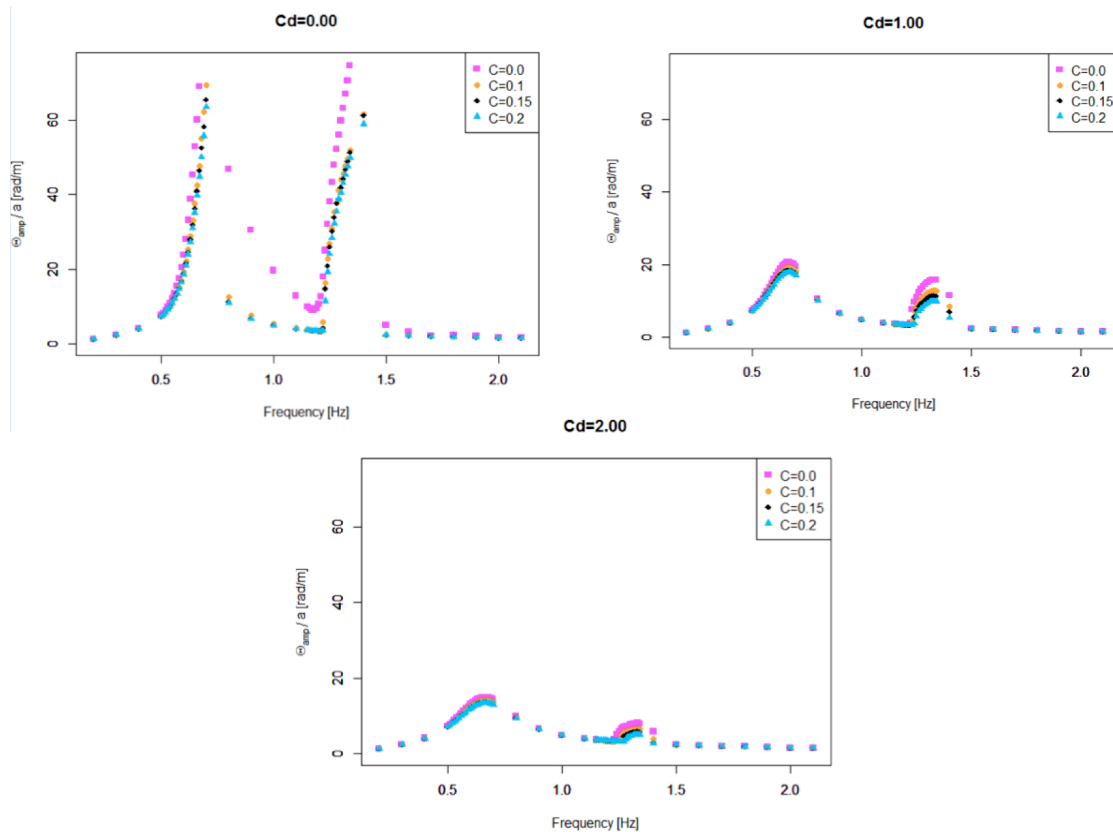 Cd=0.00
60
40
20
0
Θamp / a [rad/m]
C=0.0
C=0.1
C=0.15
C=0.2
0.5 1.0 1.5 2.0
Frequency [Hz]
Cd=1.00
60
40
20
0
Θamp / a [rad/m]
C=0.0
C=0.1
C=0.15
C=0.2
0.5 1.0 1.5 2.0
Frequency [Hz]
Cd=2.00
60
40
20
0
Θamp / a [rad/m]
C=0.0
C=0.1
C=0.15
C=0.2
0.5 1.0 1.5 2.0
Frequency [Hz]